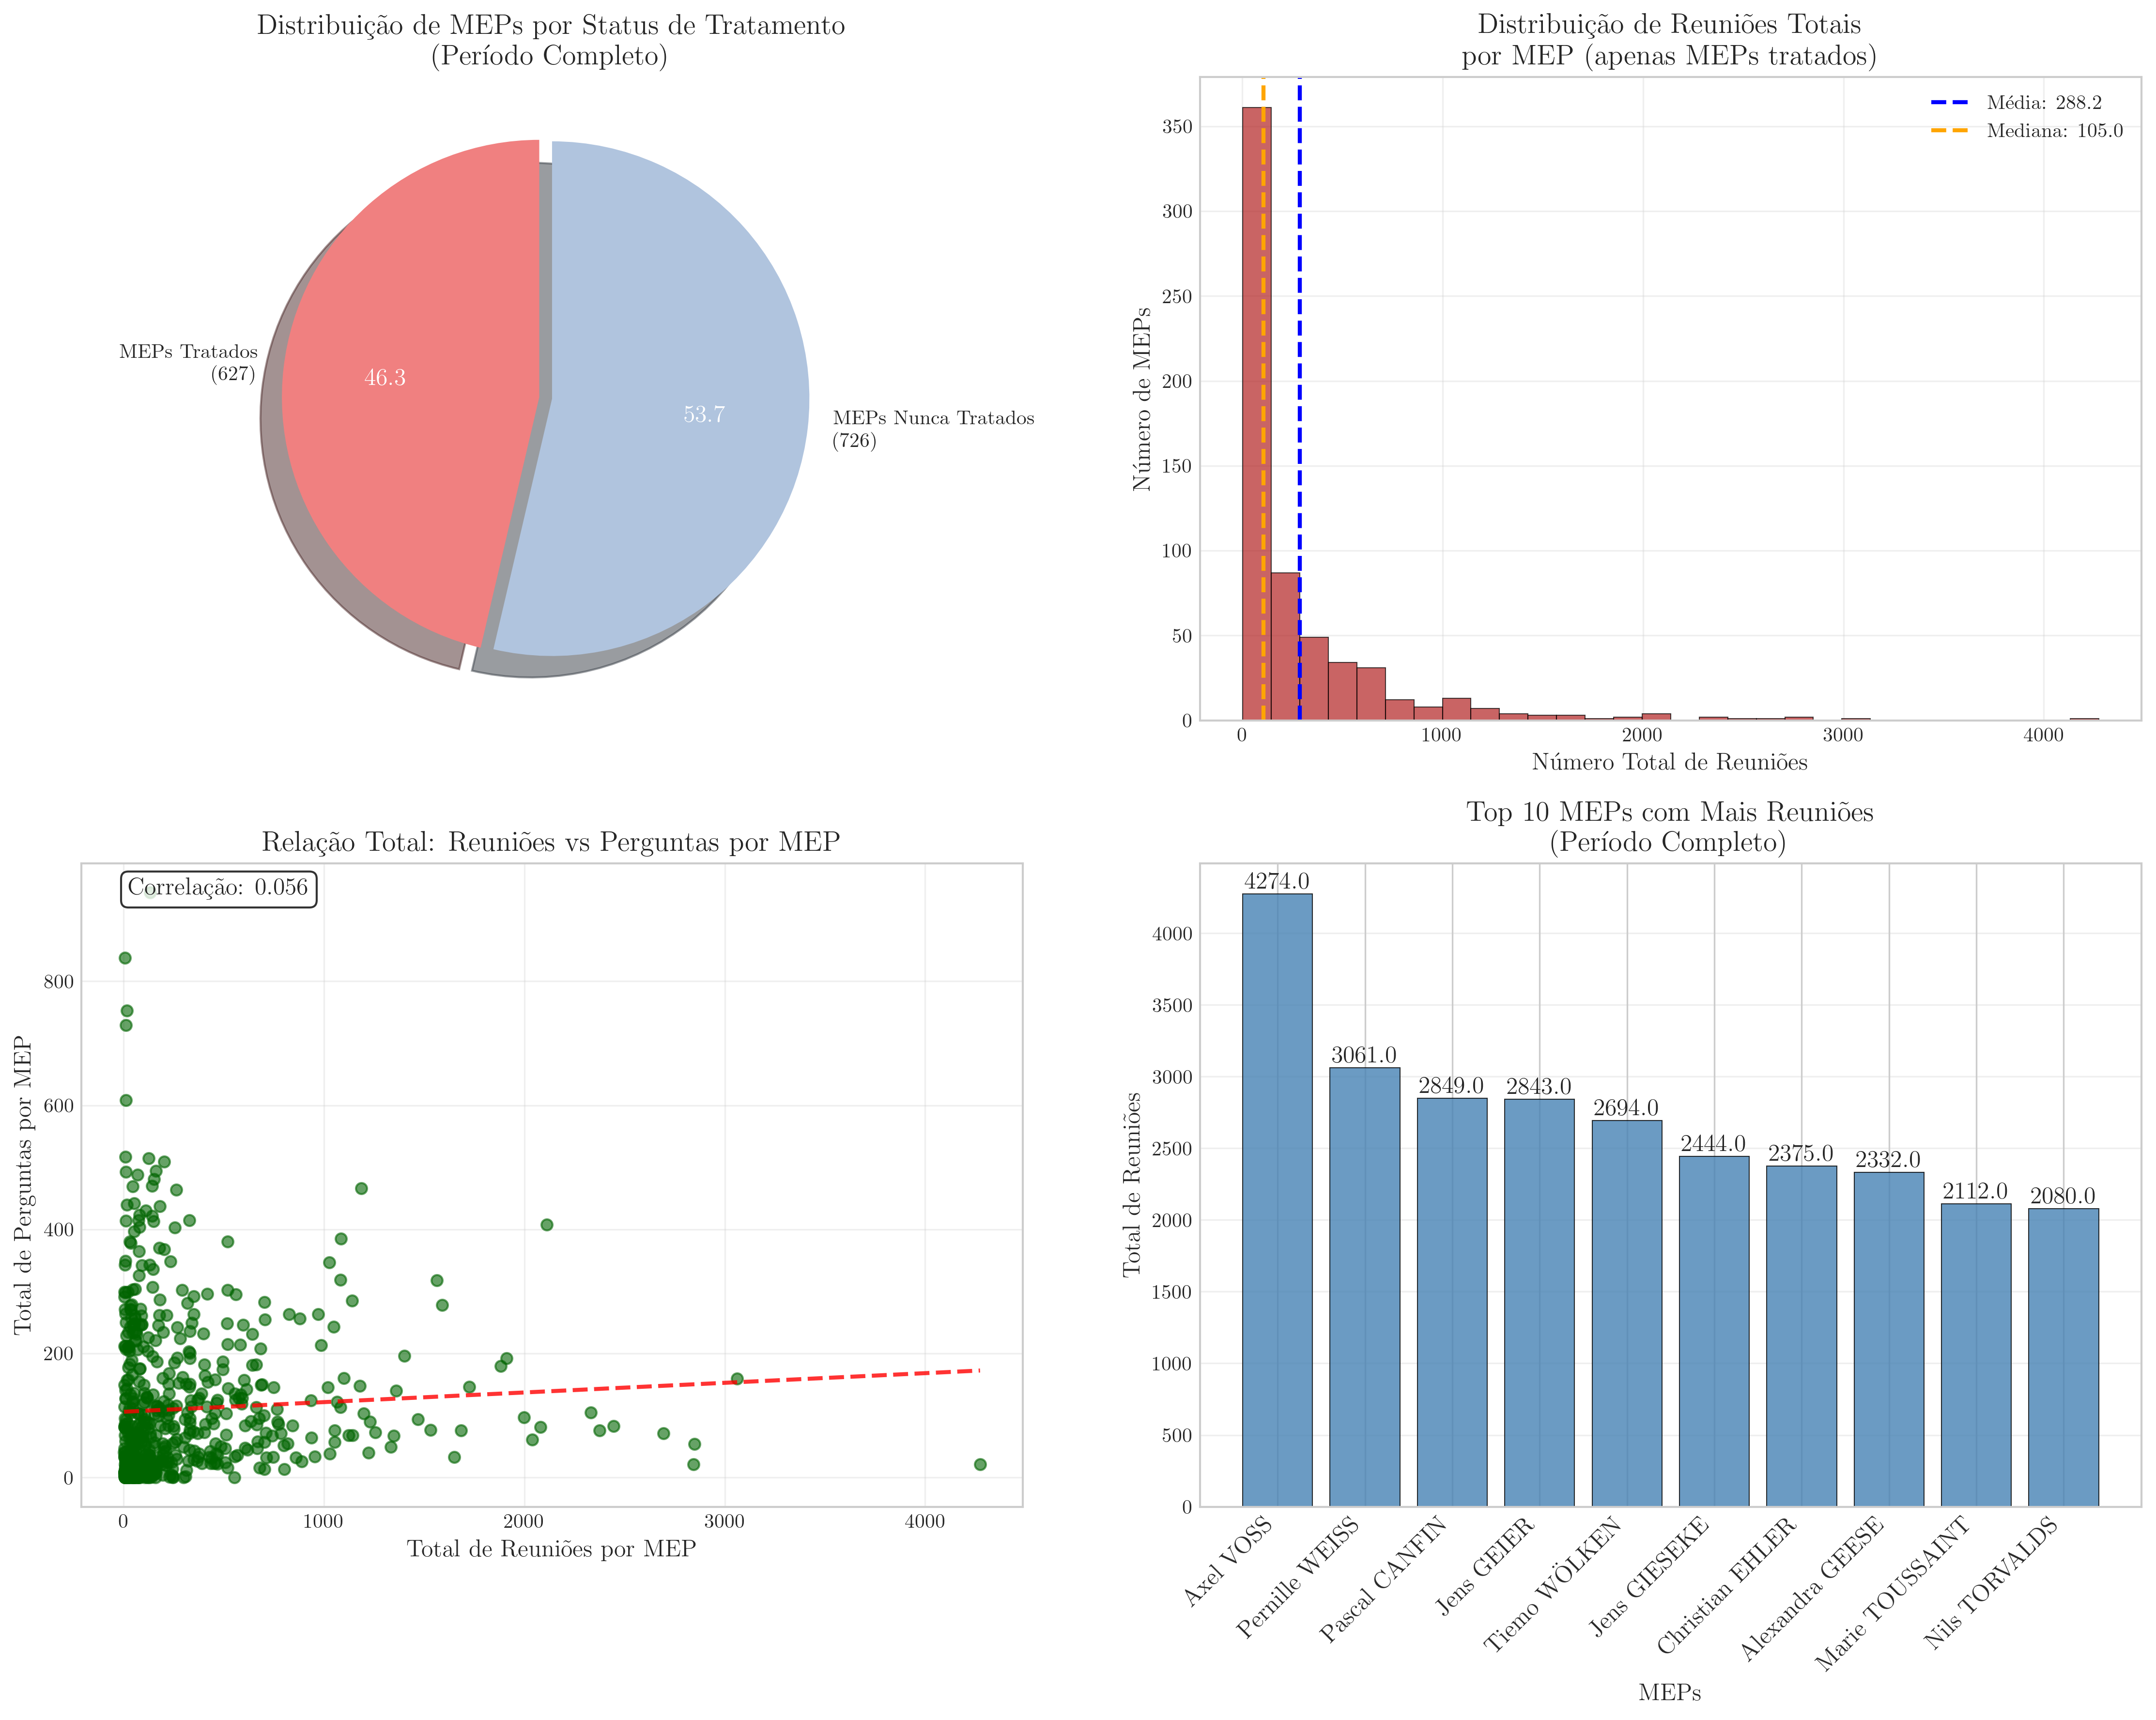 Distribuição de MEPs por Status de Tratamento
(Período Completo)
MEPs Tratados
(627)
46.3
53.7
MEPs Nunca Tratados
(726)
Distribuição de Reuniões Totais
por MEP (apenas MEPs tratados)
Média: 288.2
Mediana: 105.0
Número de MEPs
350
300
250
200
150
100
50
0
0
1000
2000
3000
4000
Número Total de Reuniões
Relação Total: Reuniões vs Perguntas por MEP
Correlação: 0.056
Total de Perguntas por MEP
800
600
400
200
0
0
1000
2000
3000
4000
Total de Reuniões por MEP
Top 10 MEPs com Mais Reuniões
(Período Completo)
Total de Reuniões
4000
3500
3000
2500
2000
1500
1000
500
0
4274.0
3061.0
2849.0
2843.0
2694.0
2444.0
2375.0
2332.0
2112.0
2080.0
Axel VOSS
Pernille WEISS
Pascal CANFIN
Jens GEIER
Tiemo WÖLKEN
Jens GIESEKE
Christian EHLER
Alexandra GEESE
Marie TOUSSAINT
Nils TORVALDS
MEPs